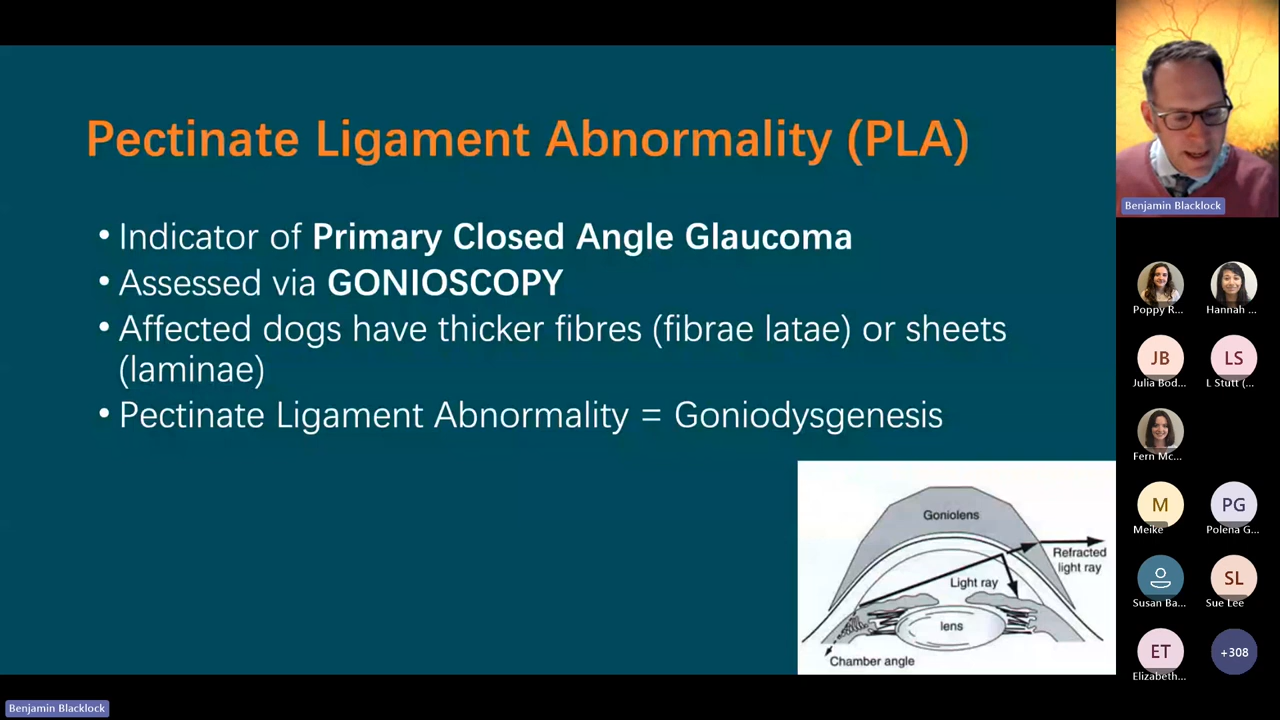 Pectinate Ligament Abnormality (PLA)
• Indicator of Primary Closed Angle Glaucoma
• Assessed via GONIOSCOPY
• Affected dogs have thicker fibres (fibrae latae) or sheets
(laminae)
• Pectinate Ligament Abnormality = Goniodysgenesis
Goniolens
Refracted
light ray
Light ray
lens
Chamber angle
Benjamin Blacklock
Poppy R...
Hannah ...
JB
LS
Julia Bod...
L Stutt (...
Fern Mc...
M
PG
Meike
Polena G...
SL
Susan Ba...
Sue Lee
ET
+308
Elizabeth...
Benjamin Blacklock